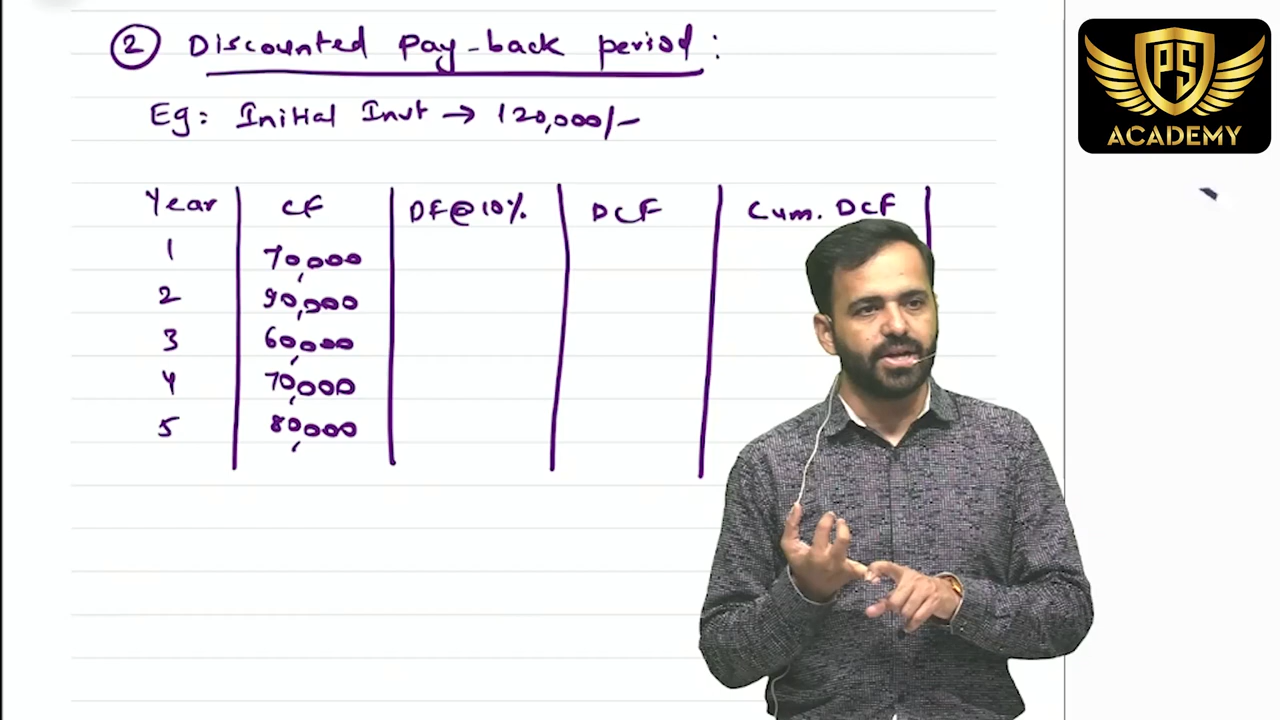 ② Discounted Pay-back period:
Eg: Initial Invt → 120,000/-
Year CF DF@10% DCF Cum. DCF
1 70,000
2 90,000
3 60,000
4 70,000
5 80,000
PS
ACADEMY